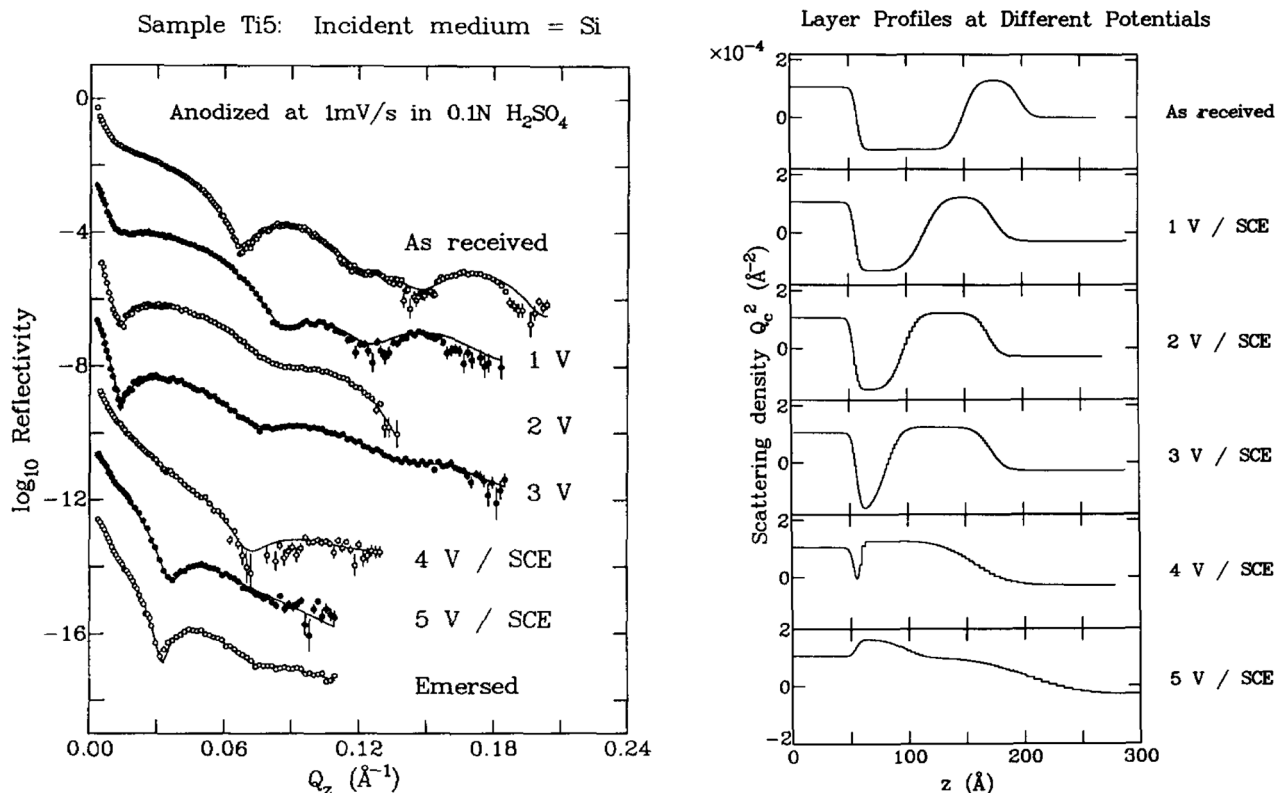 Sample Ti5: Incident medium = Si
Anodized at 1mV/s in 0.1N H₂SO₄
0
-4
-8
-12
-16
log₁₀ Reflectivity
As received
1 V
2 V
3 V
4 V / SCE
5 V / SCE
Emersed
0.00
0.06
0.12
0.18
0.24
Q_z (Å⁻¹)
Layer Profiles at Different Potentials
×10⁻⁴
2
0
2
0
2
0
2
0
2
0
2
0
-2
Scattering density Q_c² (Å⁻²)
As received
1 V / SCE
2 V / SCE
3 V / SCE
4 V / SCE
5 V / SCE
0
100
200
300
z (Å)